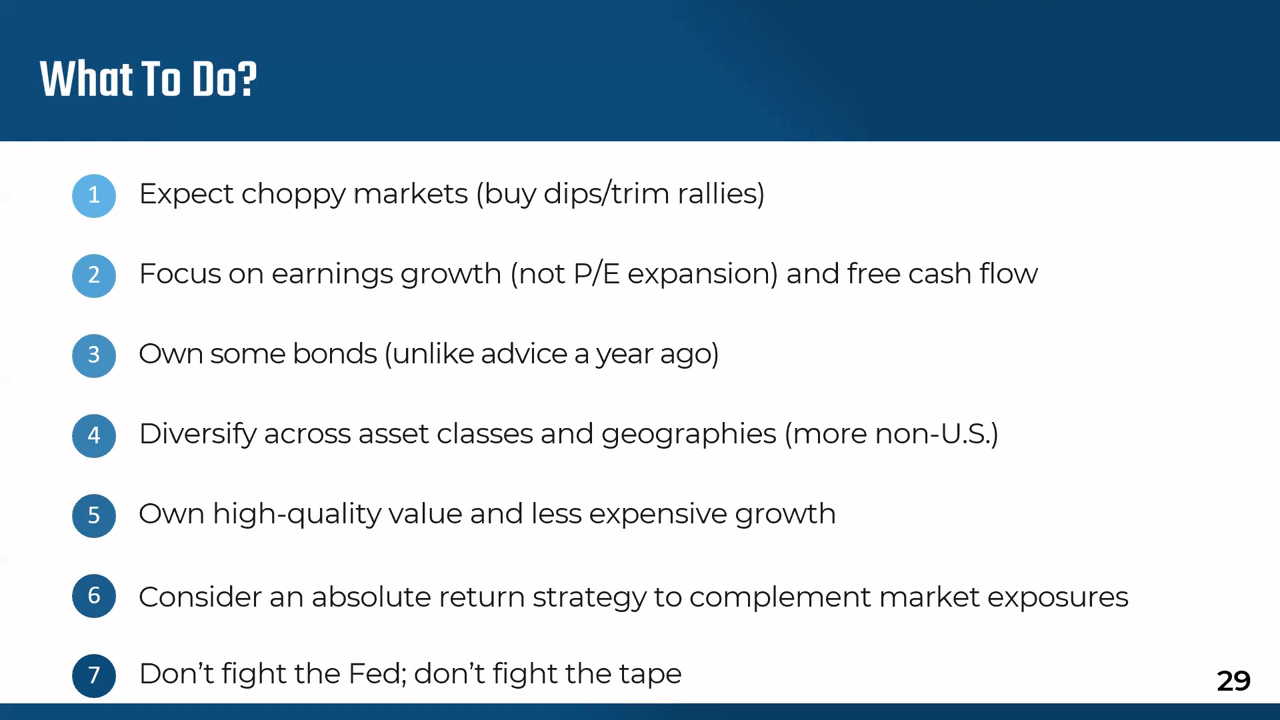 What To Do?
1 Expect choppy markets (buy dips/trim rallies)
2 Focus on earnings growth (not P/E expansion) and free cash flow
3 Own some bonds (unlike advice a year ago)
4 Diversify across asset classes and geographies (more non-U.S.)
5 Own high-quality value and less expensive growth
6 Consider an absolute return strategy to complement market exposures
7 Don’t fight the Fed; don’t fight the tape
29